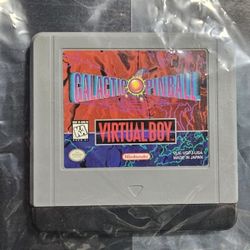 GALACTIC PINBALL
VIRTUAL BOY
Nintendo
MADE IN JAPAN